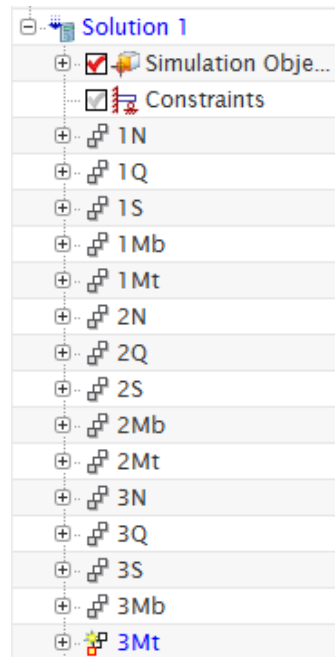 Solution 1
Simulation Obje...
Constraints
1N
1Q
1S
1Mb
1Mt
2N
2Q
2S
2Mb
2Mt
3N
3Q
3S
3Mb
3Mt